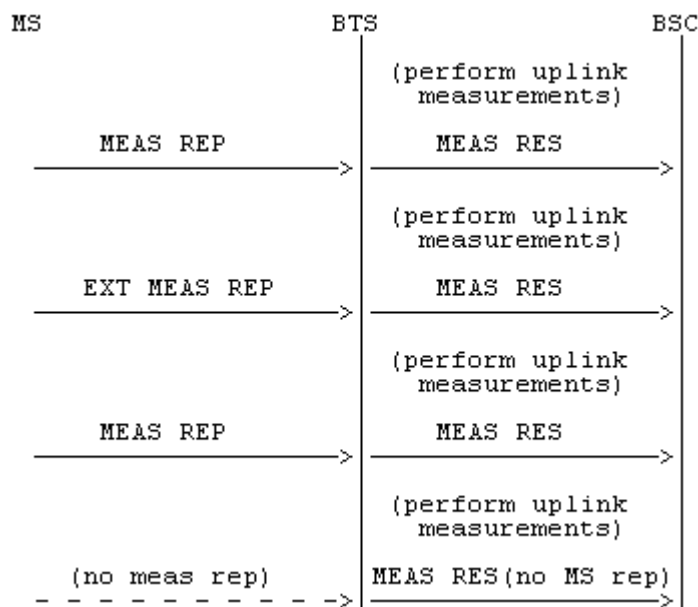 MS BTS BSC
(perform uplink
measurements)
MEAS REP MEAS RES
(perform uplink
measurements)
EXT MEAS REP MEAS RES
(perform uplink
measurements)
MEAS REP MEAS RES
(perform uplink
measurements)
(no meas rep) MEAS RES(no MS rep)